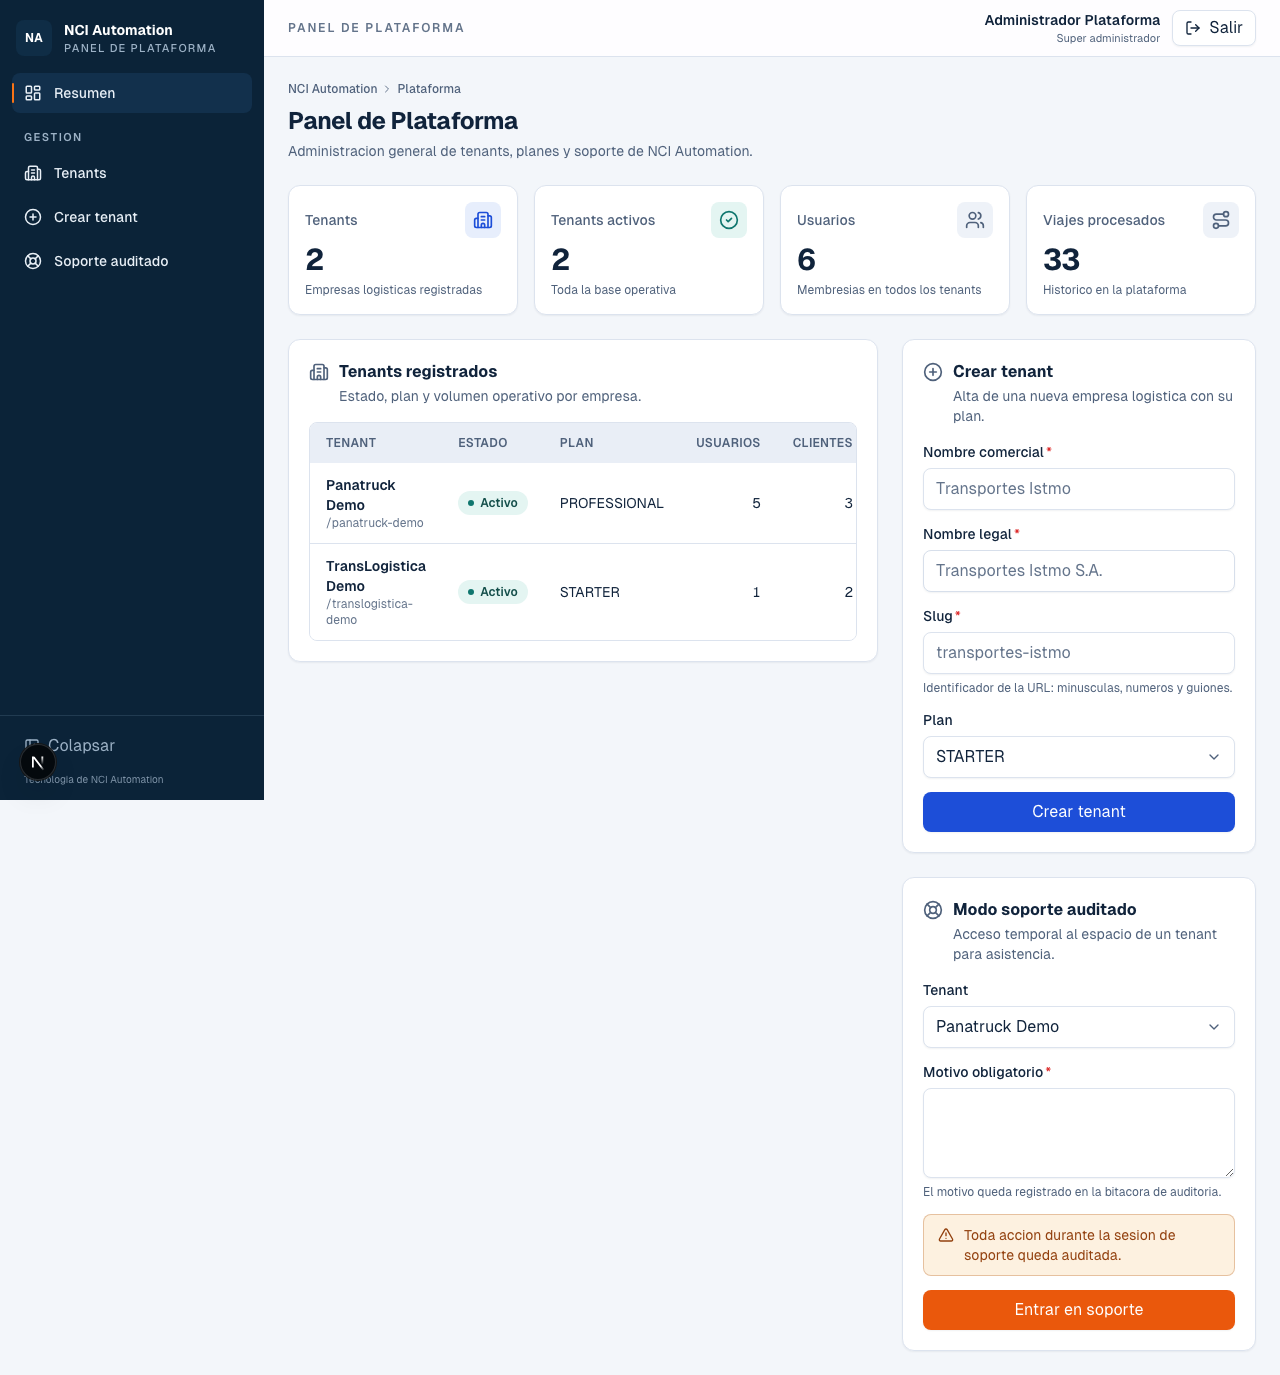 NA
NCI Automation
PANEL DE PLATAFORMA
Resumen
GESTION
Tenants
Crear tenant
Soporte auditado
Colapsar
Tecnologia de NCI Automation
PANEL DE PLATAFORMA
Administrador Plataforma
Super administrador
Salir
NCI Automation > Plataforma
Panel de Plataforma
Administracion general de tenants, planes y soporte de NCI Automation.
Tenants
2
Empresas logisticas registradas
Tenants activos
2
Toda la base operativa
Usuarios
6
Membresias en todos los tenants
Viajes procesados
33
Historico en la plataforma
Tenants registrados
Estado, plan y volumen operativo por empresa.
TENANT ESTADO PLAN USUARIOS CLIENTES
Panatruck
Demo
/panatruck-demo
Activo PROFESSIONAL 5 3
TransLogistica
Demo
/translogistica-
demo
Activo STARTER 1 2
Crear tenant
Alta de una nueva empresa logistica con su
plan.
Nombre comercial *
Transportes Istmo
Nombre legal *
Transportes Istmo S.A.
Slug *
transportes-istmo
Identificador de la URL: minusculas, numeros y guiones.
Plan
STARTER
Crear tenant
Modo soporte auditado
Acceso temporal al espacio de un tenant
para asistencia.
Tenant
Panatruck Demo
Motivo obligatorio *
El motivo queda registrado en la bitacora de auditoria.
Toda accion durante la sesion de
soporte queda auditada.
Entrar en soporte